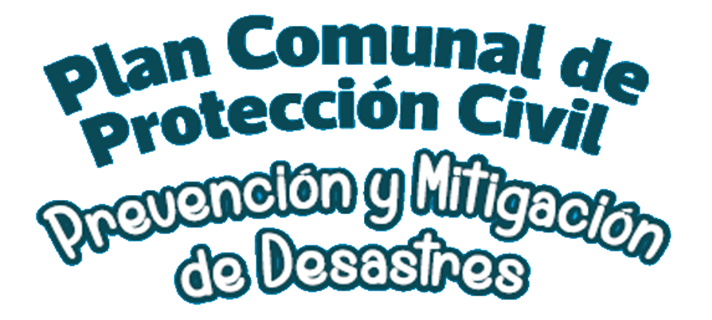 Plan Comunal de
Protección Civil
Prevención y Mitigación
de Desastres